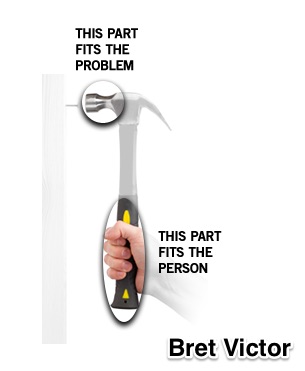 THIS PART
FITS THE
PROBLEM
THIS PART
FITS THE
PERSON
Bret Victor